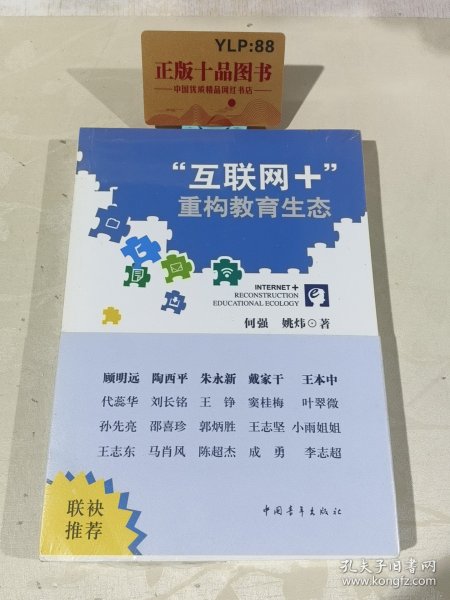 YLP:88
正版十品图书
中国优质精品网红书店
“互联网＋”
重构教育生态
INTERNET +
RECONSTRUCTION
EDUCATIONAL ECOLOGY
何强 姚炜⊙著
顾明远 陶西平 朱永新 戴家干 王本中
代蕊华 刘长铭 王铮 窦桂梅 叶翠微
孙先亮 邵喜珍 郭炳胜 王志坚 小雨姐姐
王志东 马肖风 陈超杰 成勇 李志超
联袂
推荐
中国青年出版社
孔夫子旧书网
www.kongfz.com